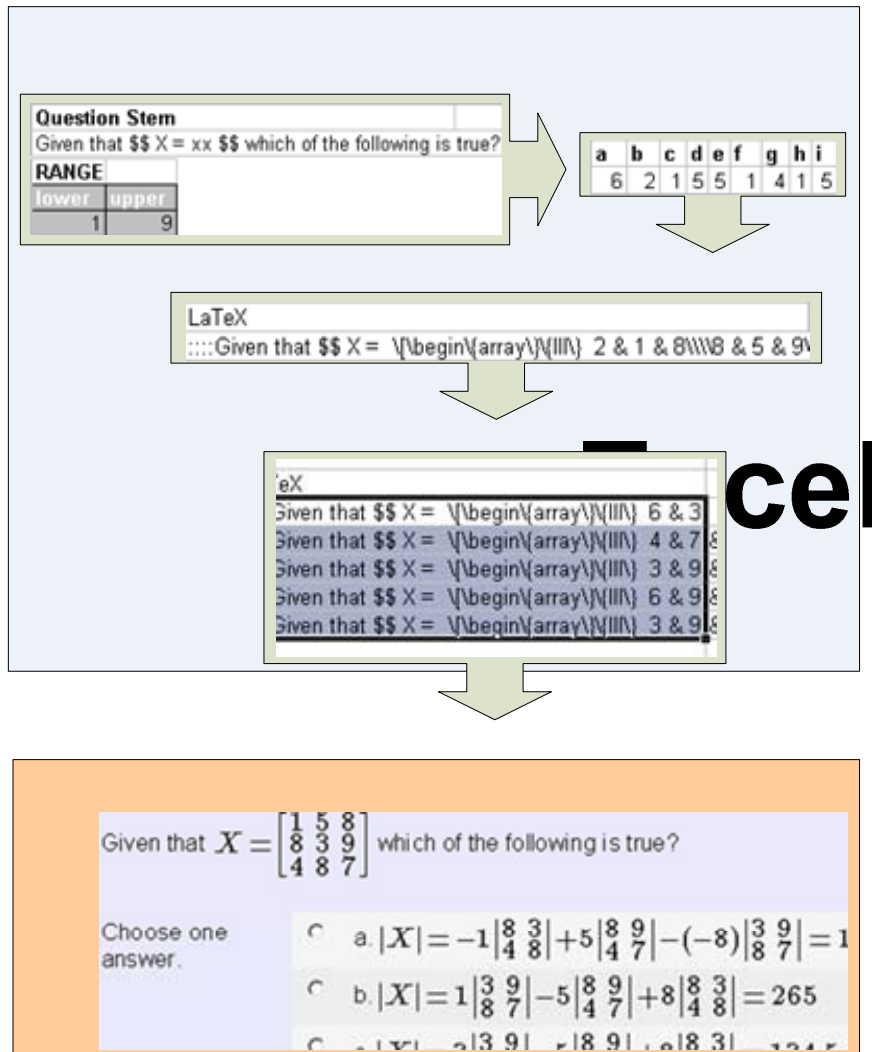 Question Stem
Given that $$ X = xx $$ which of the following is true?
RANGE
lower upper
1 9
a b c d e f g h i
6 2 1 5 5 1 4 1 5
LaTeX
::::Given that $$ X = \[\begin\{array\}\{lll\} 2 & 1 & 8\\\\8 & 5 & 9\
cel
eX
Given that $$ X = \[\begin\{array\}\{lll\} 6 & 3
Given that $$ X = \[\begin\{array\}\{lll\} 4 & 7 &
Given that $$ X = \[\begin\{array\}\{lll\} 3 & 9 &
Given that $$ X = \[\begin\{array\}\{lll\} 6 & 9 &
Given that $$ X = \[\begin\{array\}\{lll\} 3 & 9 &
Given that X = [1 5 8
8 3 9
4 8 7] which of the following is true?
Choose one
answer.
a. |X| = −1|8 3; 4 8| + 5|8 9; 4 7| − (−8)|3 9; 8 7| = 1
b. |X| = 1|3 9; 8 7| − 5|8 9; 4 7| + 8|8 3; 4 8| = 265